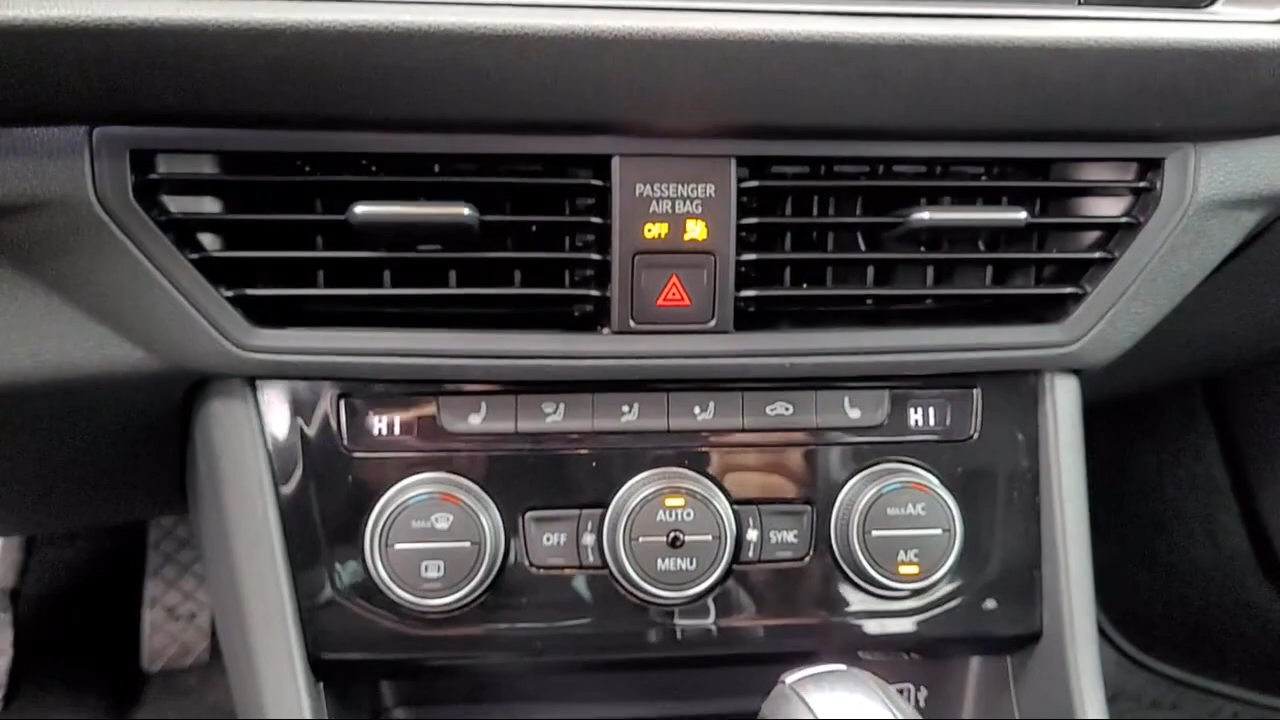 PASSENGER
AIR BAG
OFF
HI
HI
MAX
AUTO
MAX A/C
OFF
SYNC
MENU
A/C